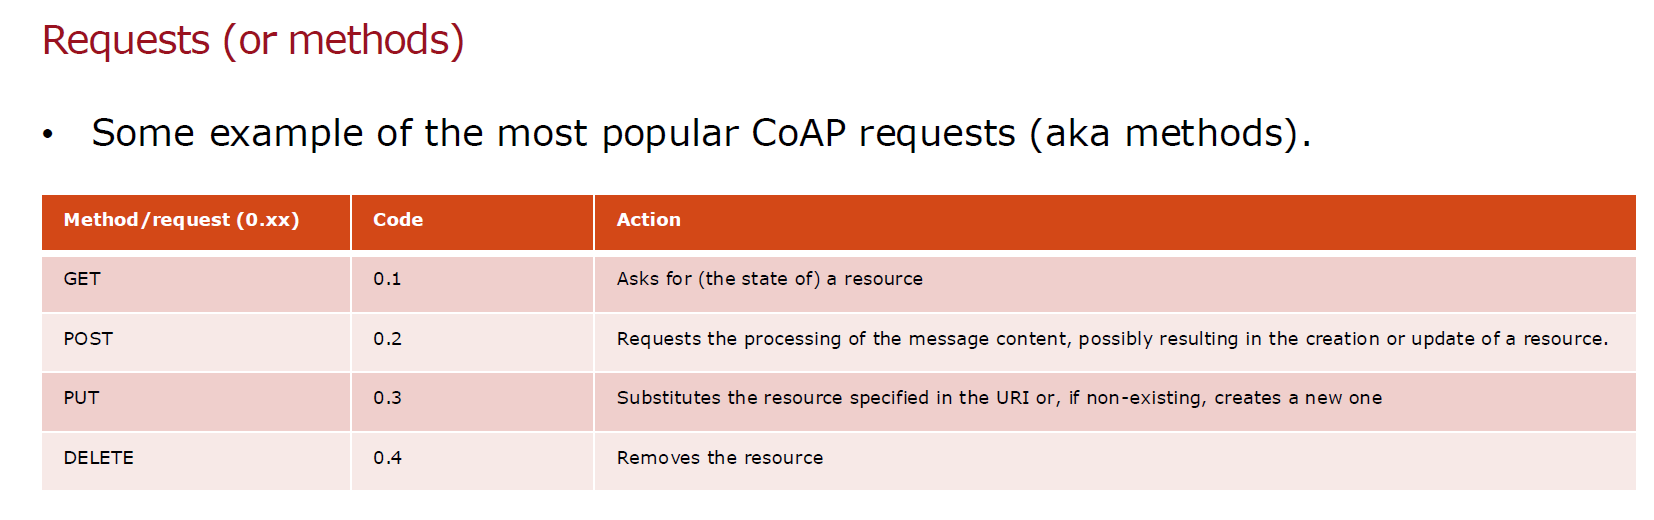 Requests (or methods)
• Some example of the most popular CoAP requests (aka methods).
Method/request (0.xx) Code Action
GET 0.1 Asks for (the state of) a resource
POST 0.2 Requests the processing of the message content, possibly resulting in the creation or update of a resource.
PUT 0.3 Substitutes the resource specified in the URI or, if non-existing, creates a new one
DELETE 0.4 Removes the resource